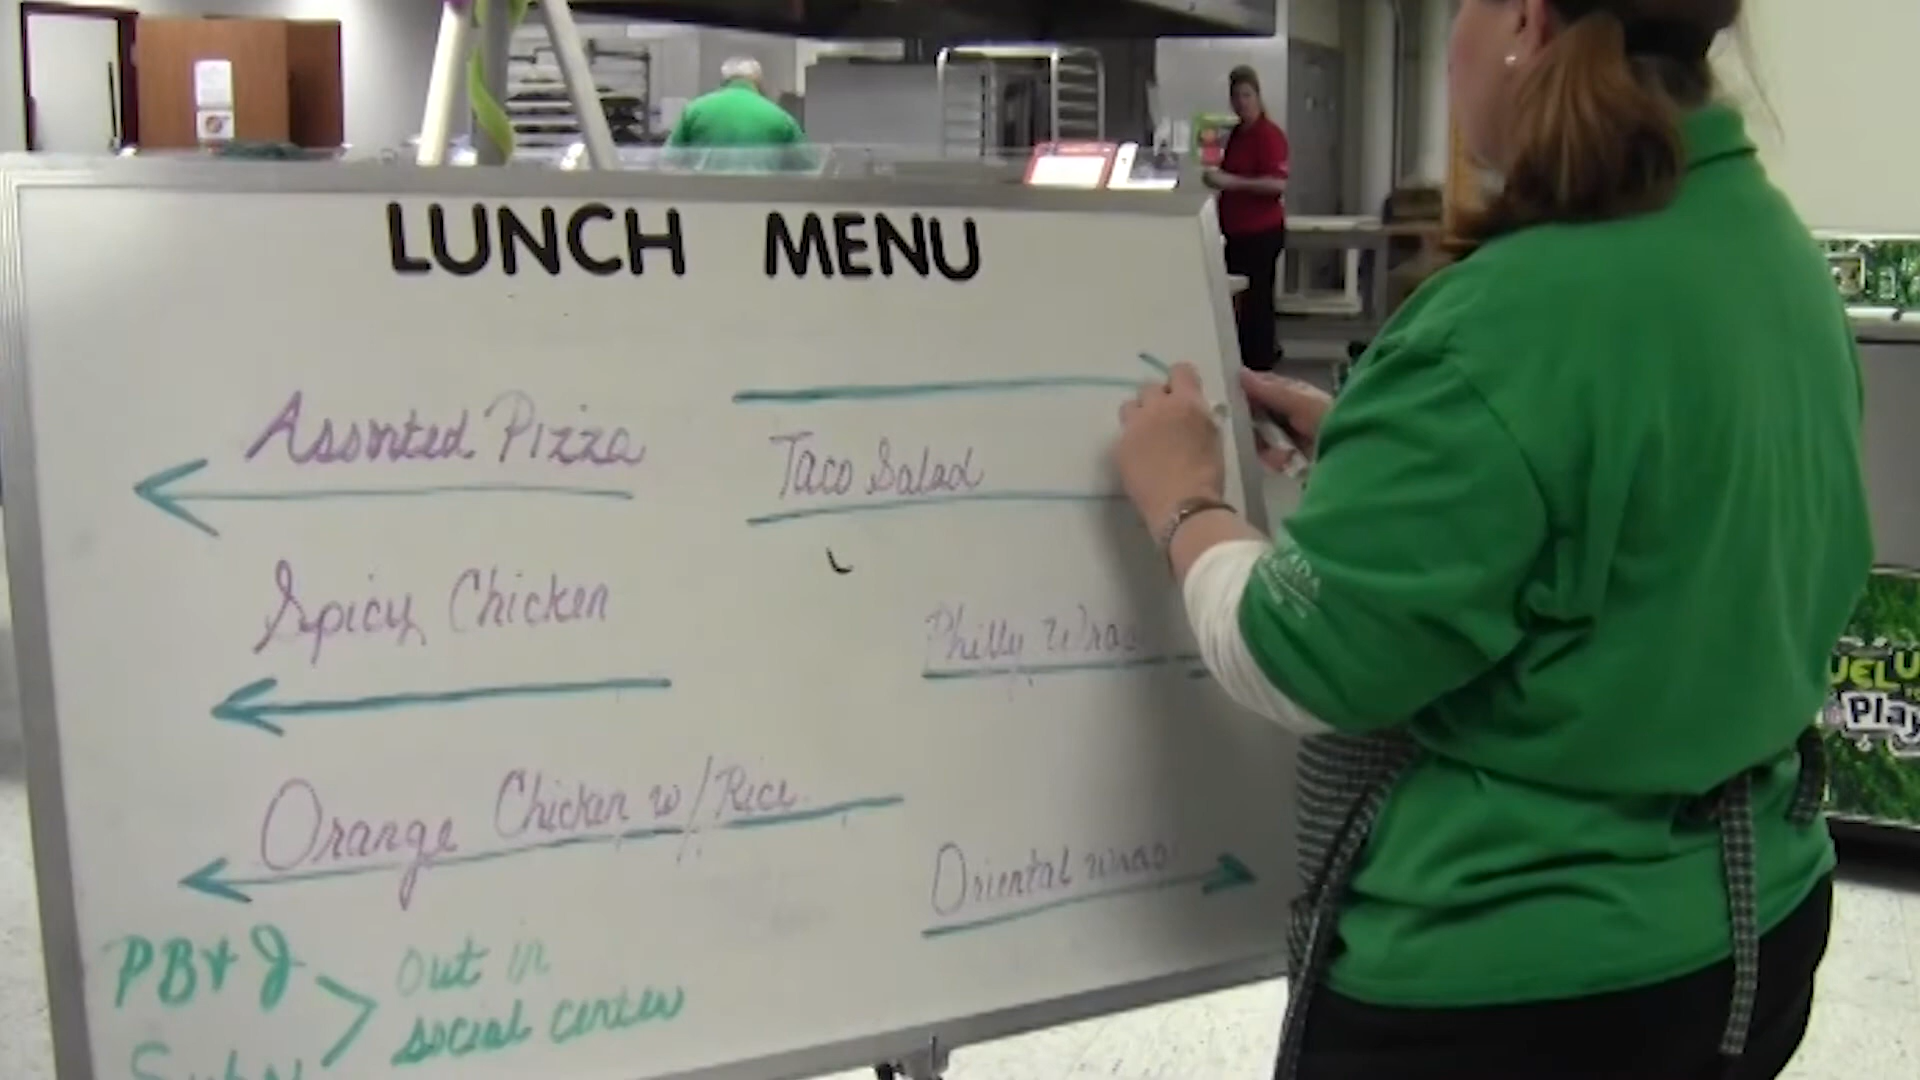 LUNCH MENU
Assorted Pizza
Taco Salad
Spicy Chicken
Philly Wrap
Orange Chicken w/ Rice
Oriental wrap
PB+J
out in
social center
Play